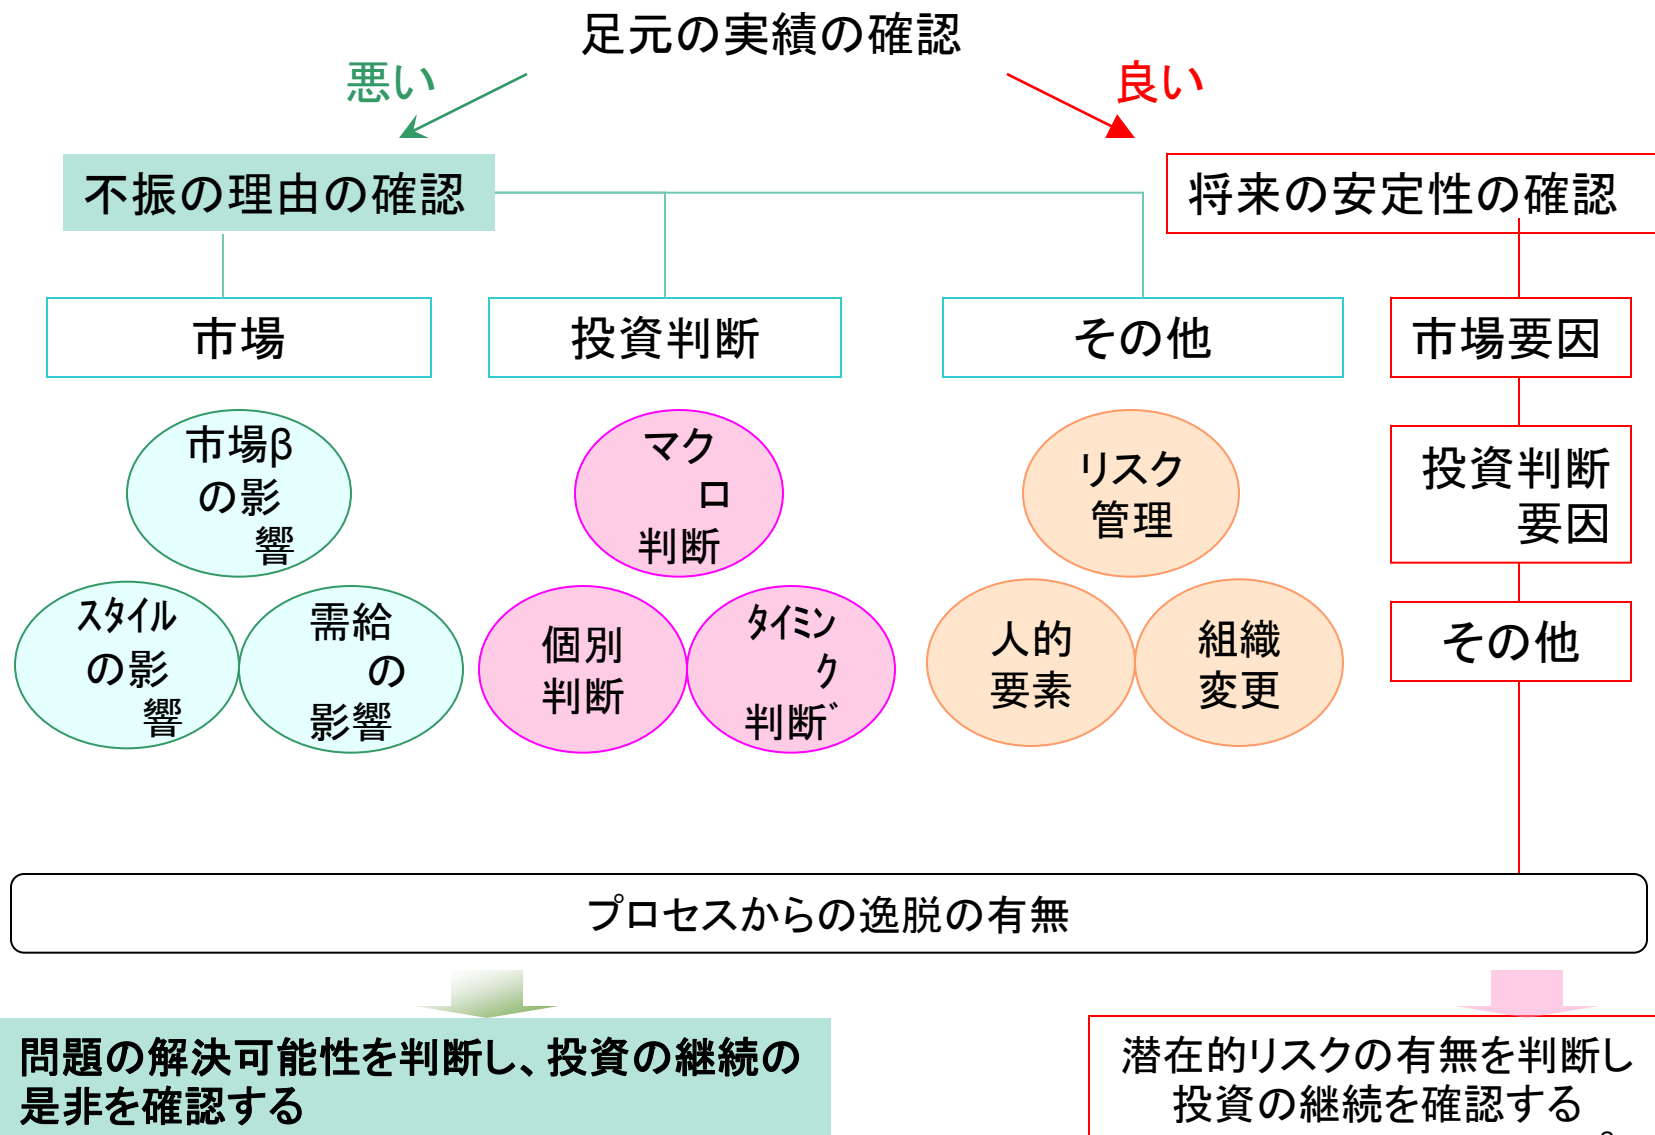 足元の実績の確認
悪い
良い
不振の理由の確認
将来の安定性の確認
市場
投資判断
その他
市場要因
市場β
の影
響
マク
ロ
判断
リスク
管理
投資判断
要因
ｽﾀｲﾙ
の影
響
需給
の
影響
個別
判断
ﾀｲﾐﾝ
ｸ
判断ﾞ
人的
要素
組織
変更
その他
プロセスからの逸脱の有無
問題の解決可能性を判断し、投資の継続の
是非を確認する
潜在的リスクの有無を判断し
投資の継続を確認する